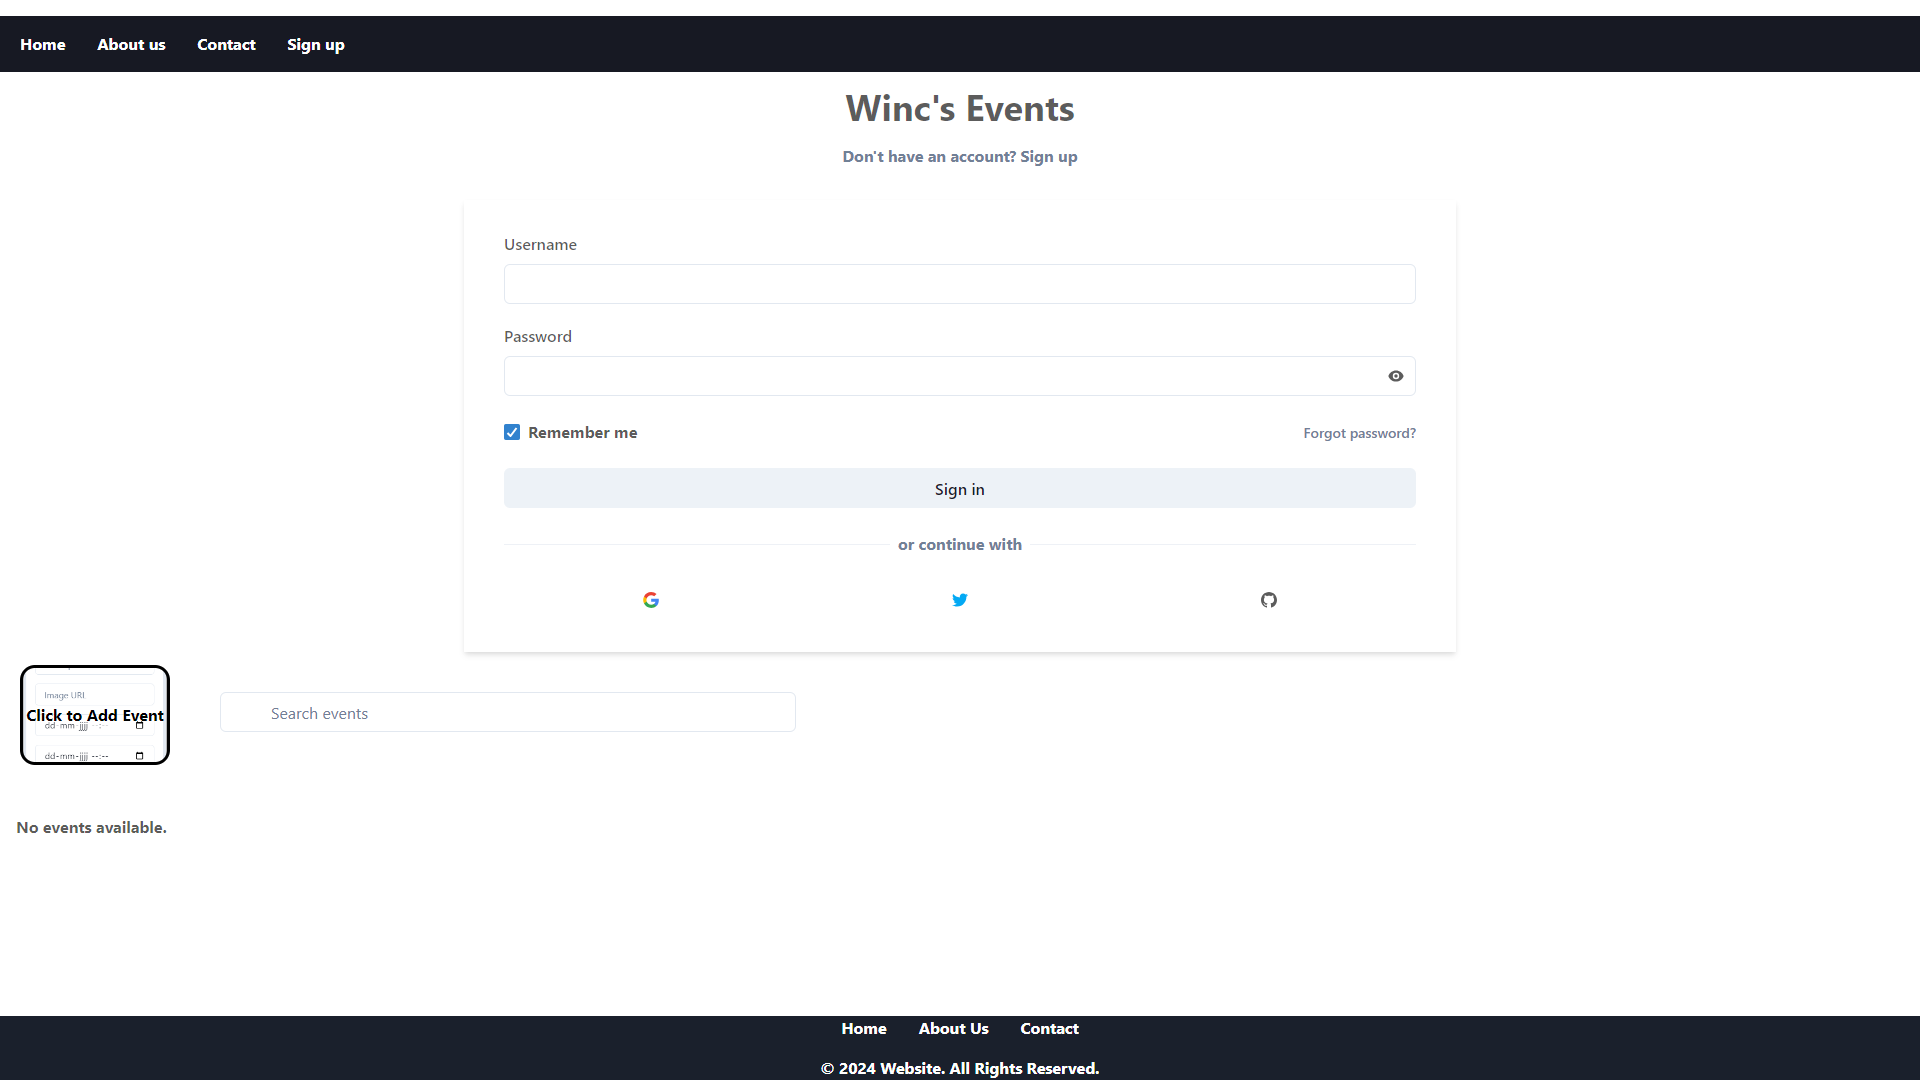 Home About us Contact Sign up
Winc's Events
Don't have an account? Sign up
Username
Password
Remember me Forgot password?
Sign in
or continue with
Image URL
Click to Add Event
dd-mm-jjjj --:--
dd-mm-jjjj --:--
Search events
No events available.
Home About Us Contact
© 2024 Website. All Rights Reserved.